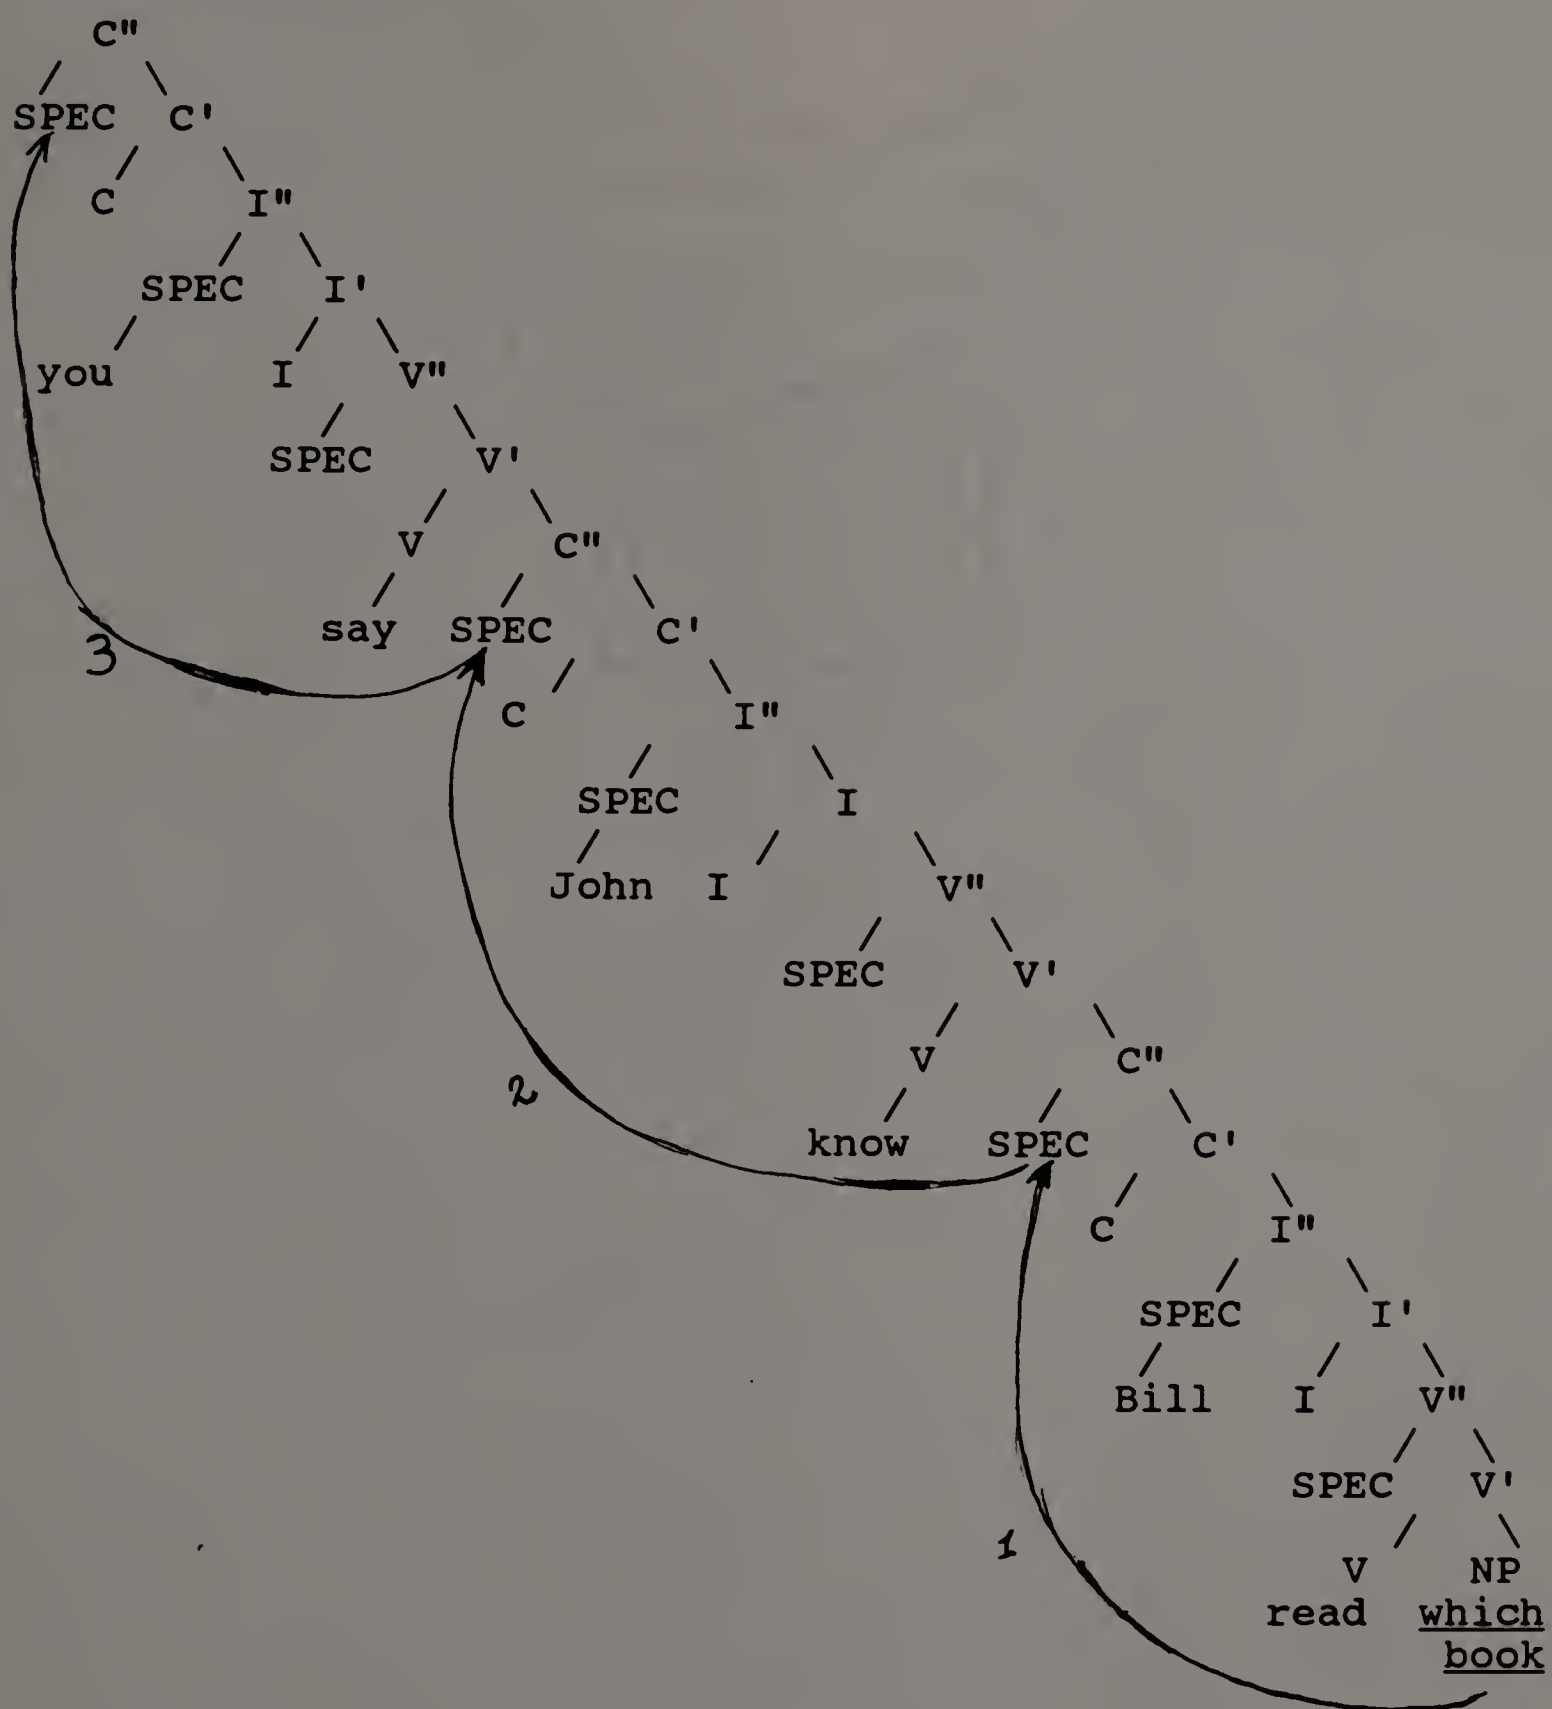 C"
SPEC C'
C I"
SPEC I'
you I V"
SPEC V'
V C"
say SPEC C'
3
C I"
SPEC I
John I V"
SPEC V'
V C"
2
know SPEC C'
C I"
SPEC I'
Bill I V"
SPEC V'
1
V NP
read which
book